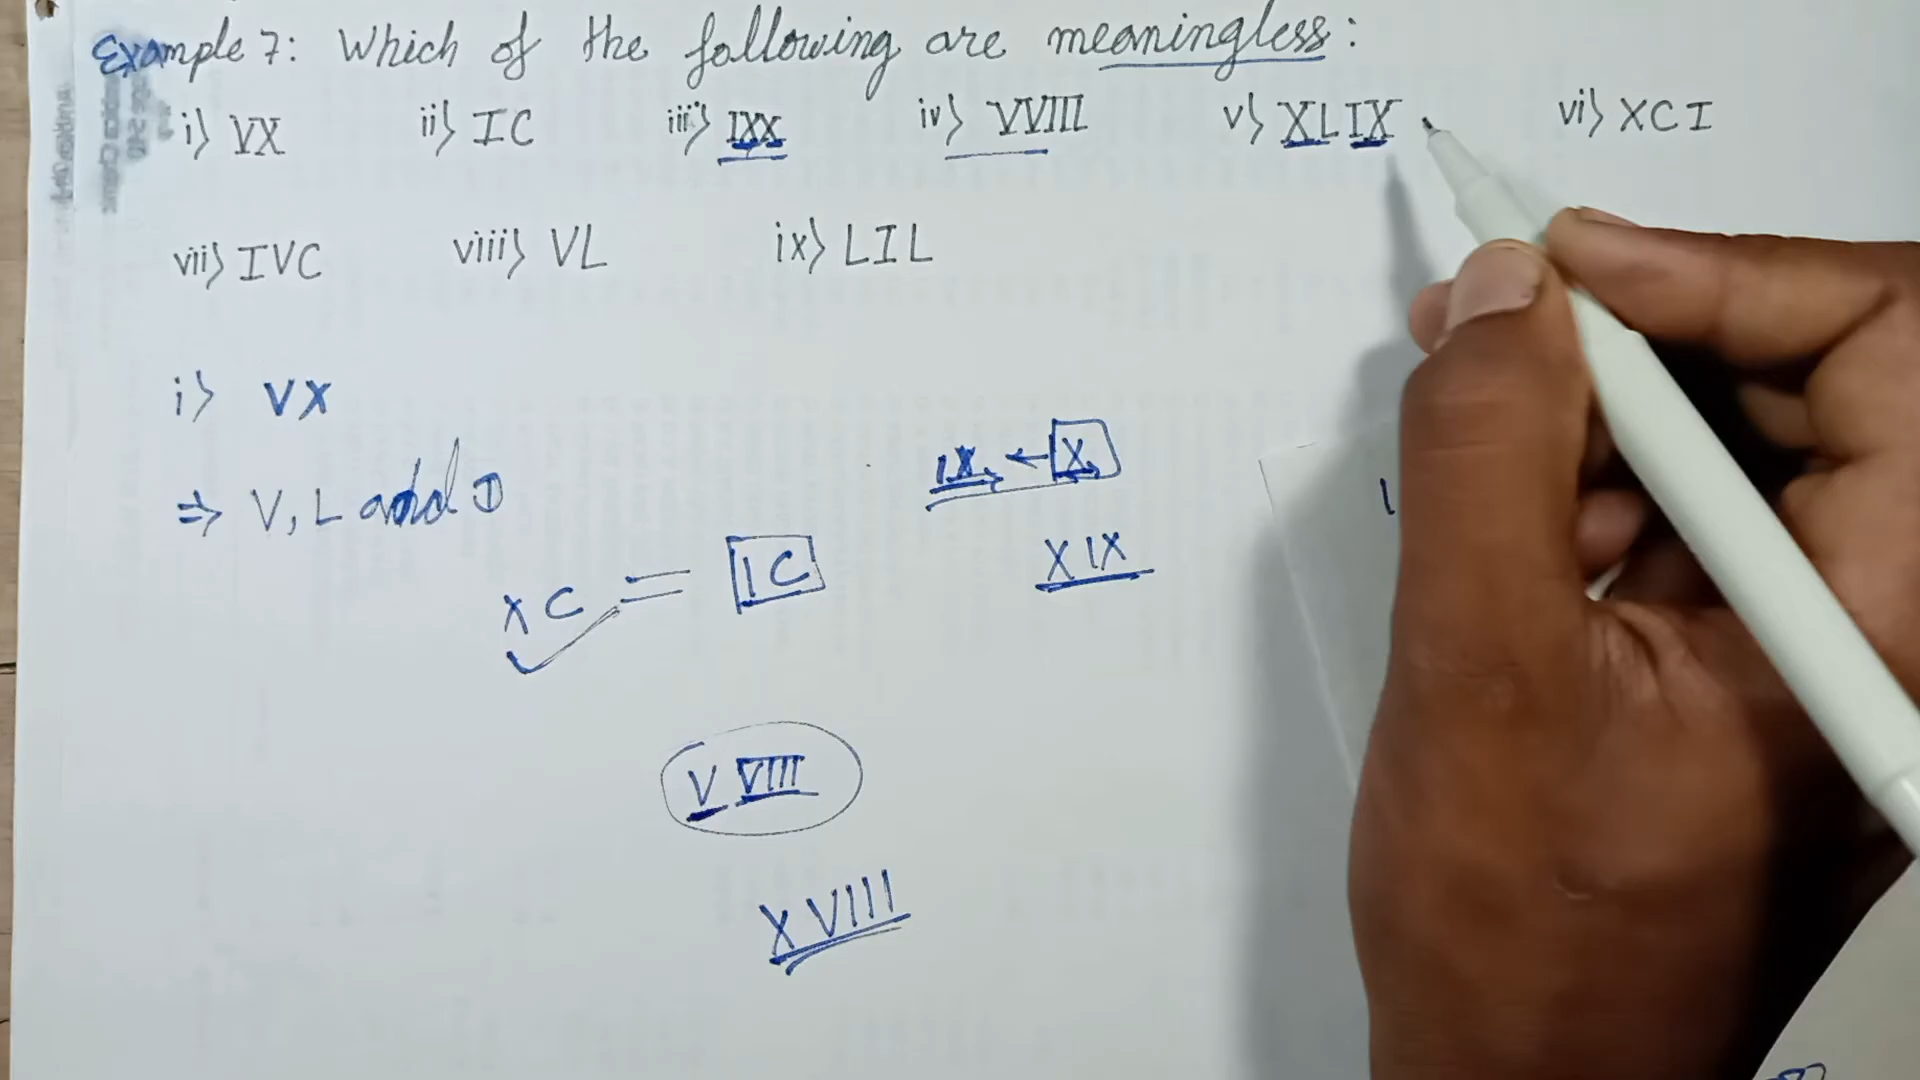 Example 7: Which of the following are meaningless:
i) VX ii) IC iii) IXX iv) VVIII v) XLIX vi) XCI
vii) IVC viii) VL ix) LIL
i) VX
IX, ← X,
⇒ V, L and D
XIX
XC = IC
V VIII
XVIII